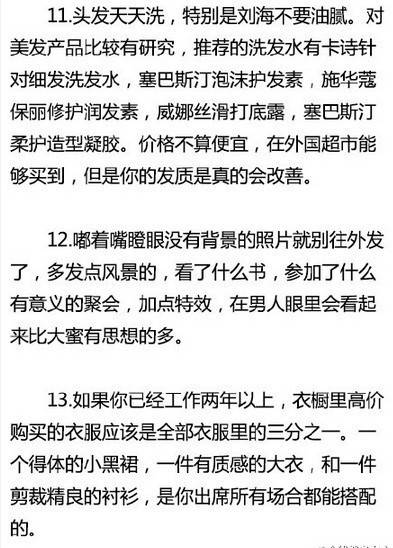 11.头发天天洗，特别是刘海不要油腻。对
美发产品比较有研究，推荐的洗发水有卡诗针
对细发洗发水，塞巴斯汀泡沫护发素，施华蔻
保丽修护润发素，威娜丝滑打底露，塞巴斯汀
柔护造型凝胶。价格不算便宜，在外国超市能
够买到，但是你的发质是真的会改善。
12.嘟着嘴瞪眼没有背景的照片就别往外发
了，多发点风景的，看了什么书，参加了什么
有意义的聚会，加点特效，在男人眼里会看起
来比大蜜有思想的多。
13.如果你已经工作两年以上，衣橱里高价
购买的衣服应该是全部衣服里的三分之一。一
个得体的小黑裙，一件有质感的大衣，和一件
剪裁精良的衬衫，是你出席所有场合都能搭配
的。